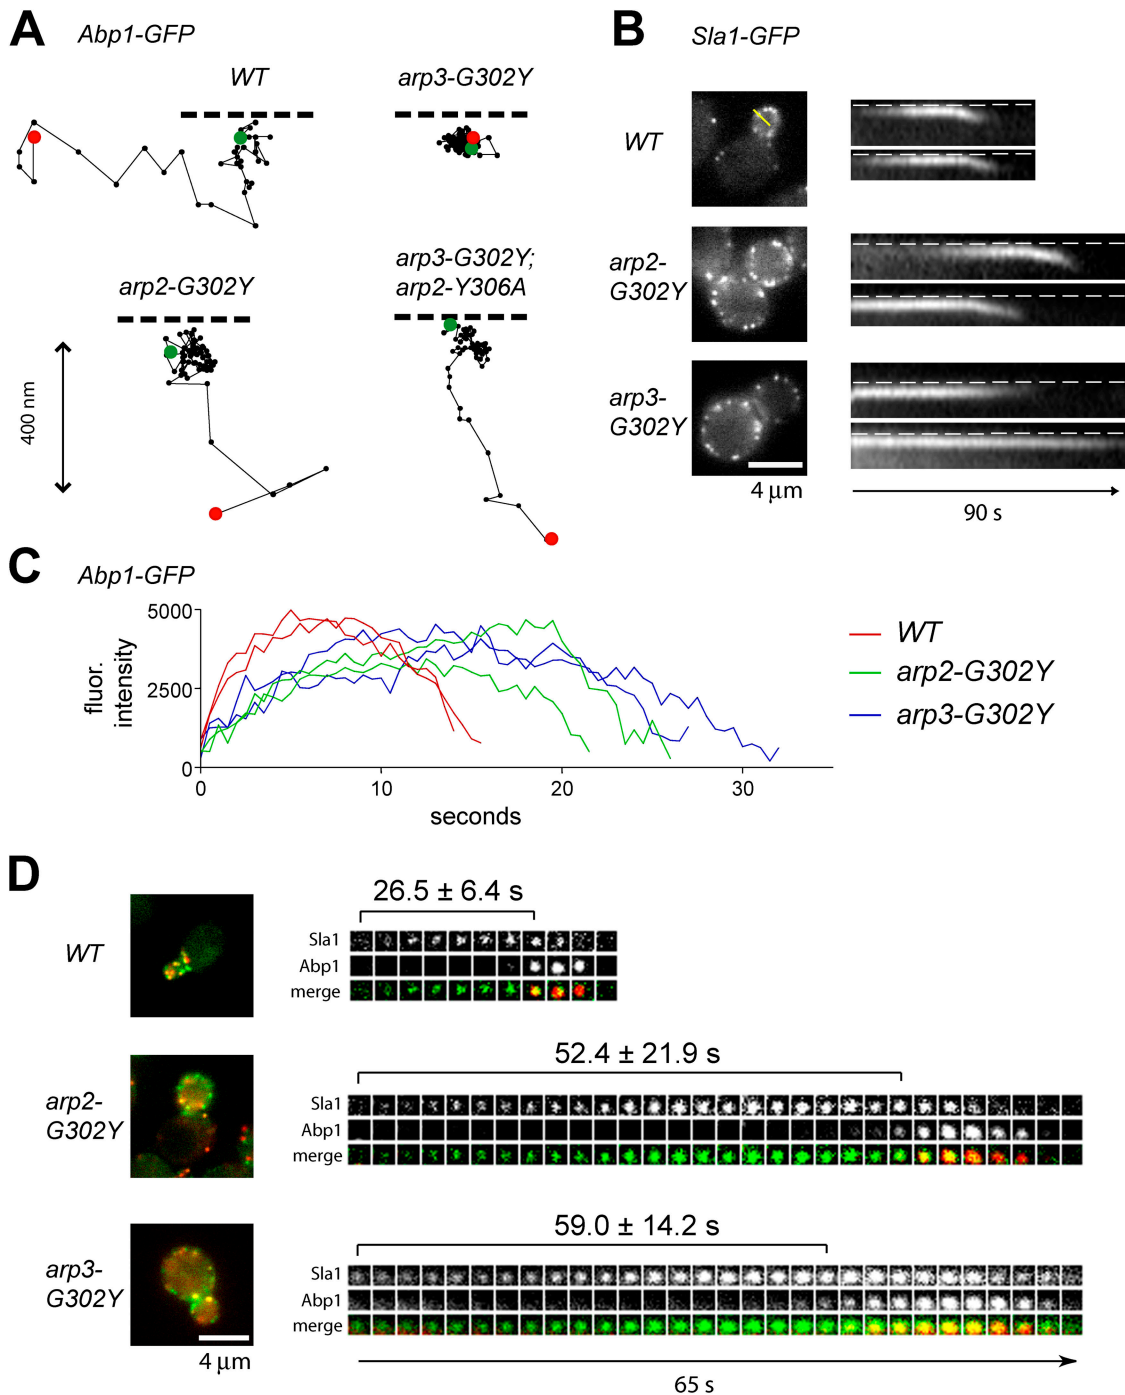 A Abp1-GFP
WT
arp3-G302Y
arp2-G302Y
arp3-G302Y;
arp2-Y306A
400 nm
B Sla1-GFP
WT
arp2-
G302Y
arp3-
G302Y
4 μm
90 s
C Abp1-GFP
fluor.
intensity
5000
2500
0
0 10 20 30
seconds
WT
arp2-G302Y
arp3-G302Y
D
WT
26.5 ± 6.4 s
Sla1
Abp1
merge
arp2-
G302Y
52.4 ± 21.9 s
Sla1
Abp1
merge
arp3-
G302Y
59.0 ± 14.2 s
Sla1
Abp1
merge
4 μm
65 s